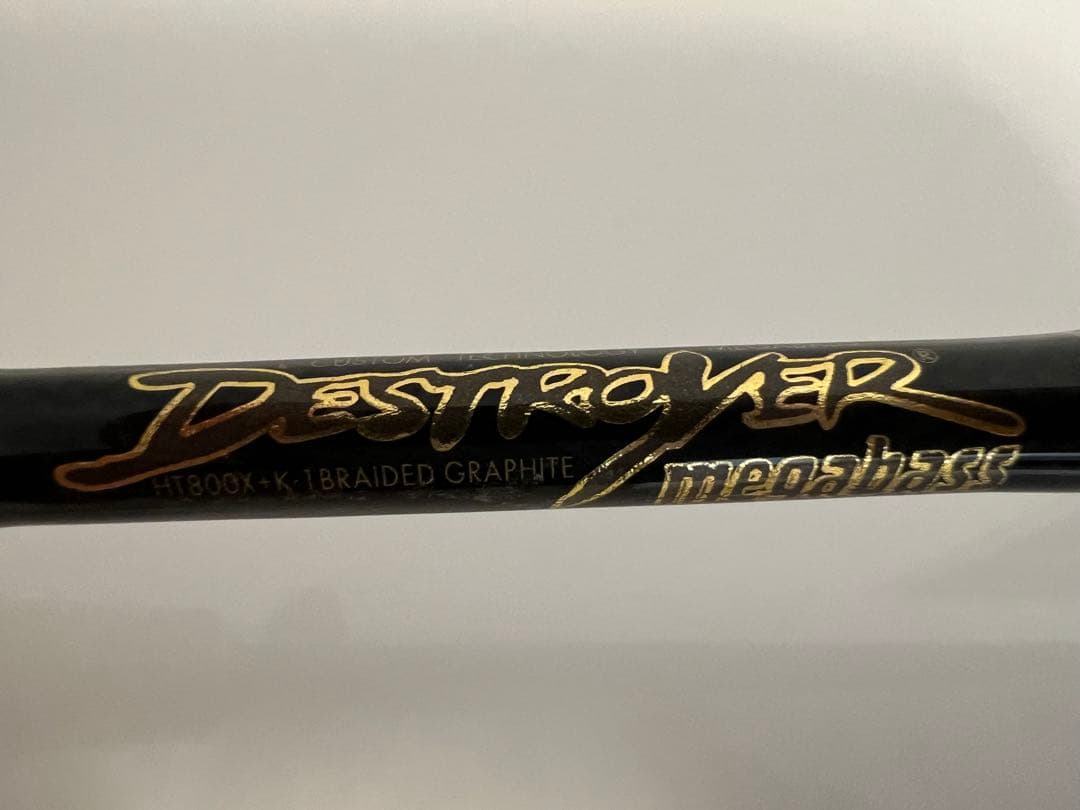 CUSTOM TECHNOLOGY
DESTROYER®
HT800X+K-1BRAIDED GRAPHITE
megabass